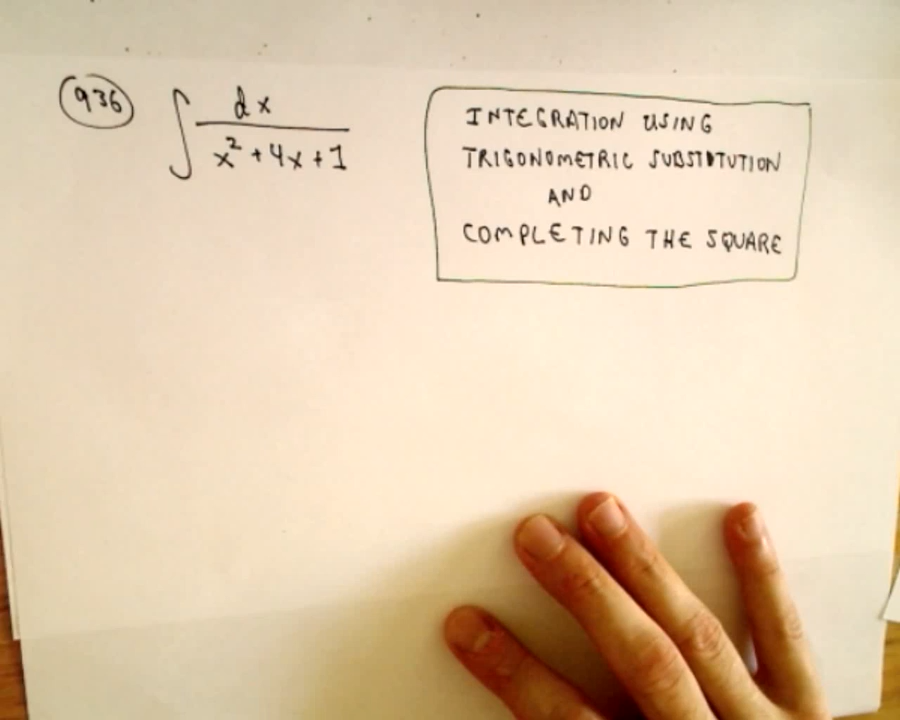 936
∫ dx / x² + 4x + 1
INTEGRATION USING
TRIGONOMETRIC SUBSTITUTION
AND
COMPLETING THE SQUARE